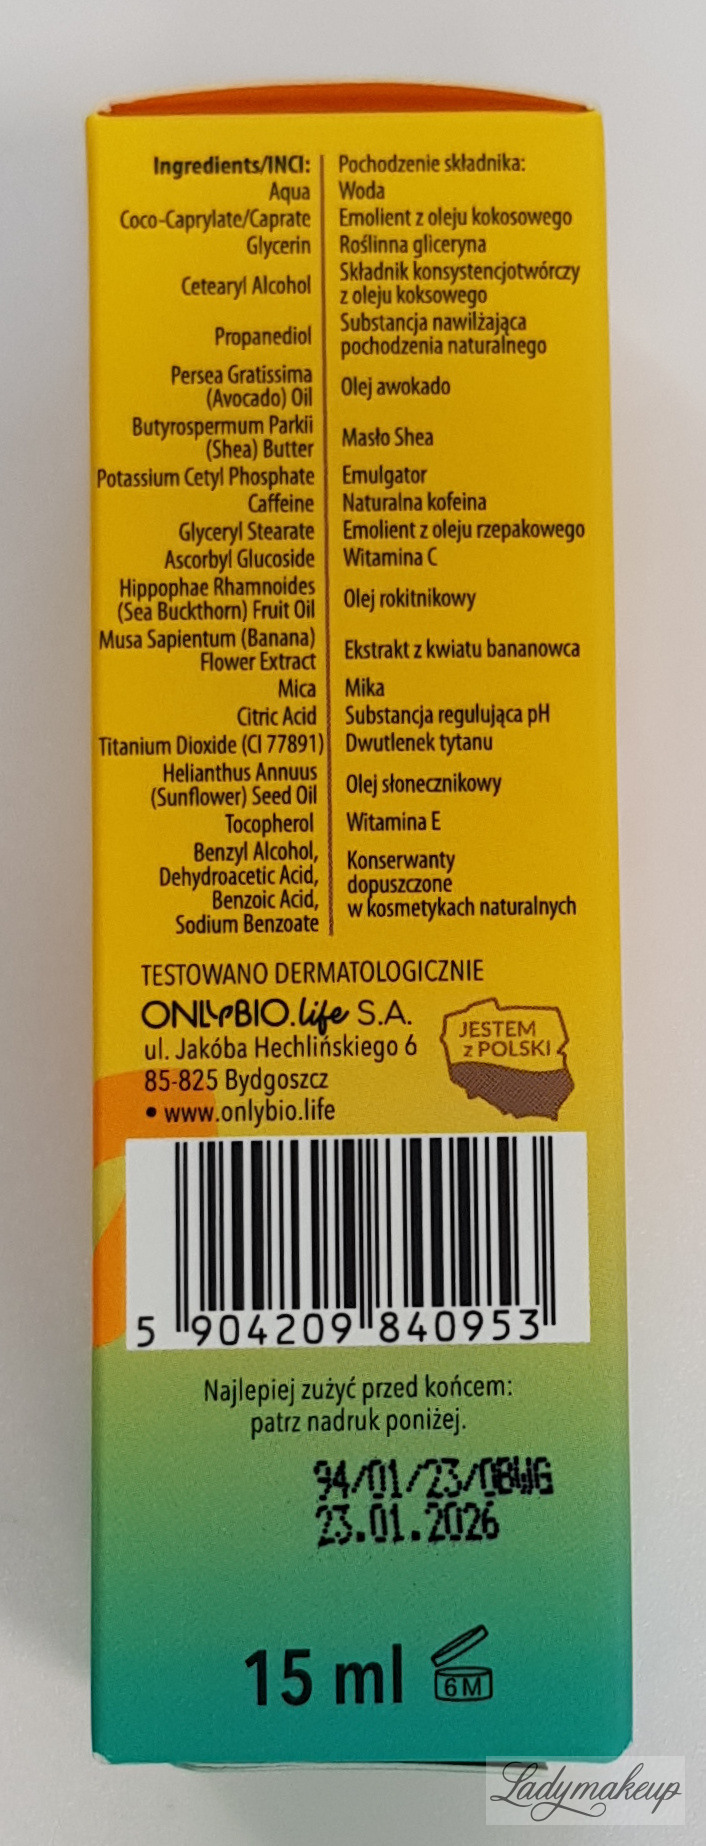 Ingredients/INCI: Pochodzenie składnika:
Aqua Woda
Coco-Caprylate/Caprate Emolient z oleju kokosowego
Glycerin Roślinna gliceryna
Cetearyl Alcohol Składnik konsystencjotwórczy
z oleju koksowego
Propanediol Substancja nawilżająca
pochodzenia naturalnego
Persea Gratissima
(Avocado) Oil Olej awokado
Butyrospermum Parkii
(Shea) Butter Masło Shea
Potassium Cetyl Phosphate Emulgator
Caffeine Naturalna kofeina
Glyceryl Stearate Emolient z oleju rzepakowego
Ascorbyl Glucoside Witamina C
Hippophae Rhamnoides
(Sea Buckthorn) Fruit Oil Olej rokitnikowy
Musa Sapientum (Banana)
Flower Extract Ekstrakt z kwiatu bananowca
Mica Mika
Citric Acid Substancja regulująca pH
Titanium Dioxide (CI 77891) Dwutlenek tytanu
Helianthus Annuus
(Sunflower) Seed Oil Olej słonecznikowy
Tocopherol Witamina E
Benzyl Alcohol, Konserwanty
Dehydroacetic Acid, dopuszczone
Benzoic Acid, w kosmetykach naturalnych
Sodium Benzoate
TESTOWANO DERMATOLOGICZNIE
ONLYBIO.life S.A.
ul. Jakóba Hechlińskiego 6
85-825 Bydgoszcz
• www.onlybio.life
JESTEM
z POLSKI
5 904209 840953
Najlepiej zużyć przed końcem:
patrz nadruk poniżej.
94/01/23/OBWG
23.01.2026
15 ml
6M
Ladymakeup